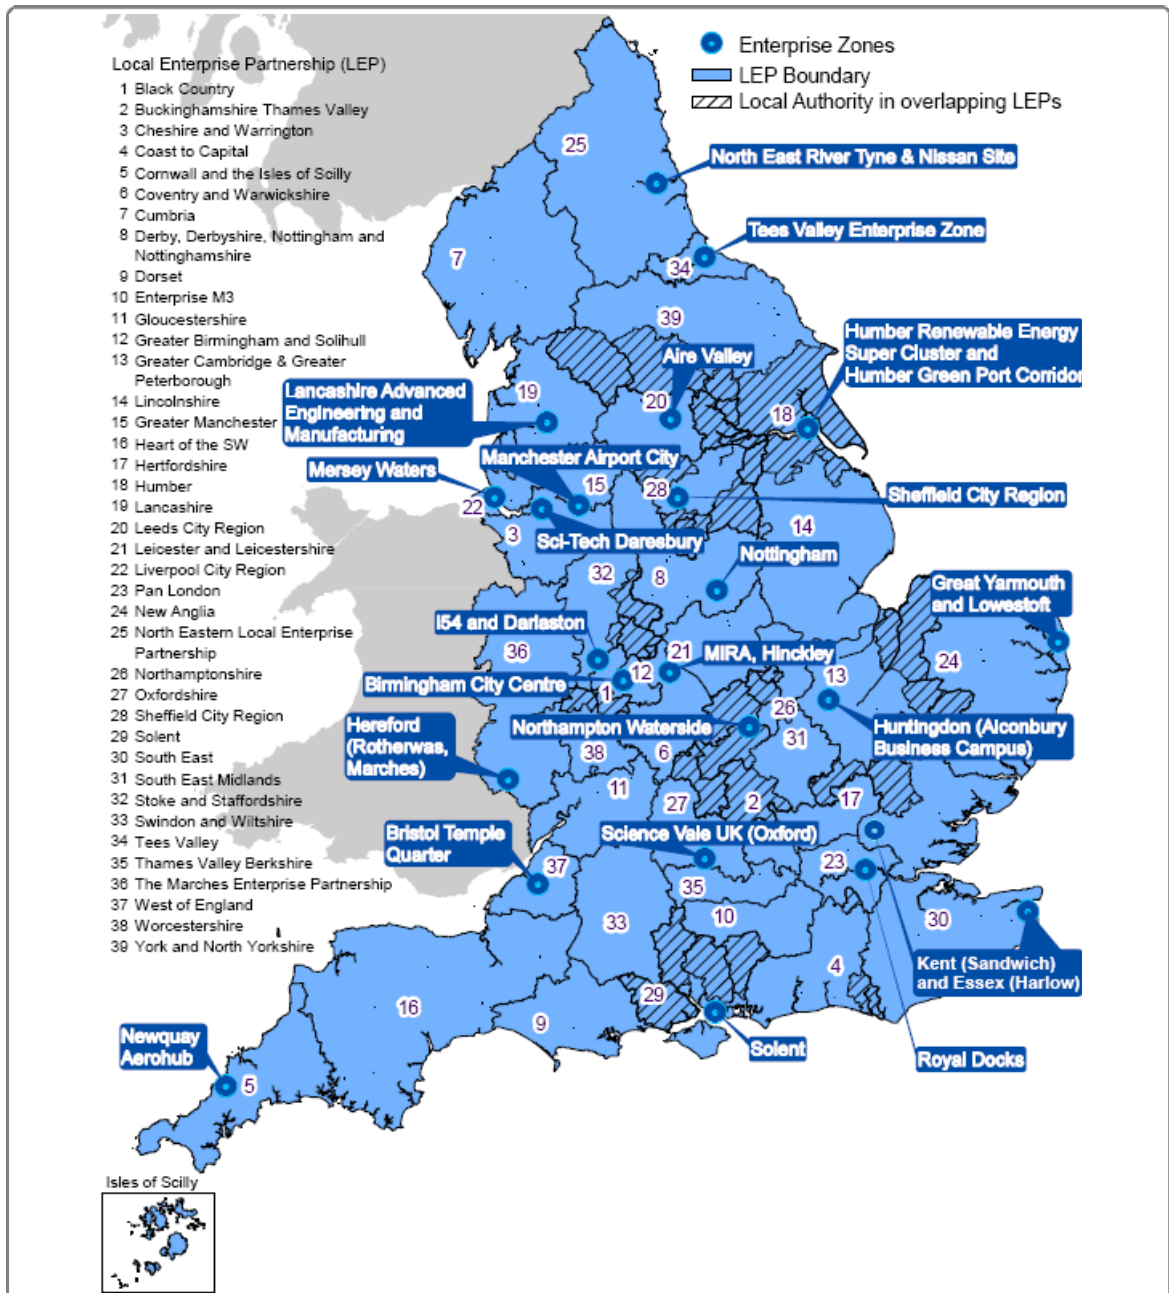 Local Enterprise Partnership (LEP)
1 Black Country
2 Buckinghamshire Thames Valley
3 Cheshire and Warrington
4 Coast to Capital
5 Cornwall and the Isles of Scilly
6 Coventry and Warwickshire
7 Cumbria
8 Derby, Derbyshire, Nottingham and
Nottinghamshire
9 Dorset
10 Enterprise M3
11 Gloucestershire
12 Greater Birmingham and Solihull
13 Greater Cambridge & Greater
Peterborough
14 Lincolnshire
15 Greater Manchester
16 Heart of the SW
17 Hertfordshire
18 Humber
19 Lancashire
20 Leeds City Region
21 Leicester and Leicestershire
22 Liverpool City Region
23 Pan London
24 New Anglia
25 North Eastern Local Enterprise
Partnership
26 Northamptonshire
27 Oxfordshire
28 Sheffield City Region
29 Solent
30 South East
31 South East Midlands
32 Stoke and Staffordshire
33 Swindon and Wiltshire
34 Tees Valley
35 Thames Valley Berkshire
36 The Marches Enterprise Partnership
37 West of England
38 Worcestershire
39 York and North Yorkshire
Enterprise Zones
LEP Boundary
Local Authority in overlapping LEPs
25
North East River Tyne & Nissan Site
Tees Valley Enterprise Zone
7
34
39
Humber Renewable Energy
Super Cluster and
Humber Green Port Corridor
Aire Valley
Lancashire Advanced
Engineering and
Manufacturing
19
20
18
Manchester Airport City
Mersey Waters
15
28
Sheffield City Region
22
3
Sci-Tech Daresbury
14
Nottingham
32
8
Great Yarmouth
and Lowestoft
I54 and Darlaston
36
21
MIRA, Hinckley
24
12
13
Birmingham City Centre
1
26
Northampton Waterside
Huntingdon (Alconbury
Business Campus)
Hereford
(Rotherwas,
Marches)
38
6
31
11
27
2
17
Bristol Temple
Quarter
Science Vale UK (Oxford)
37
23
35
10
30
33
Kent (Sandwich)
and Essex (Harlow)
4
29
16
9
Solent
Royal Docks
Newquay
Aerohub
5
Isles of Scilly